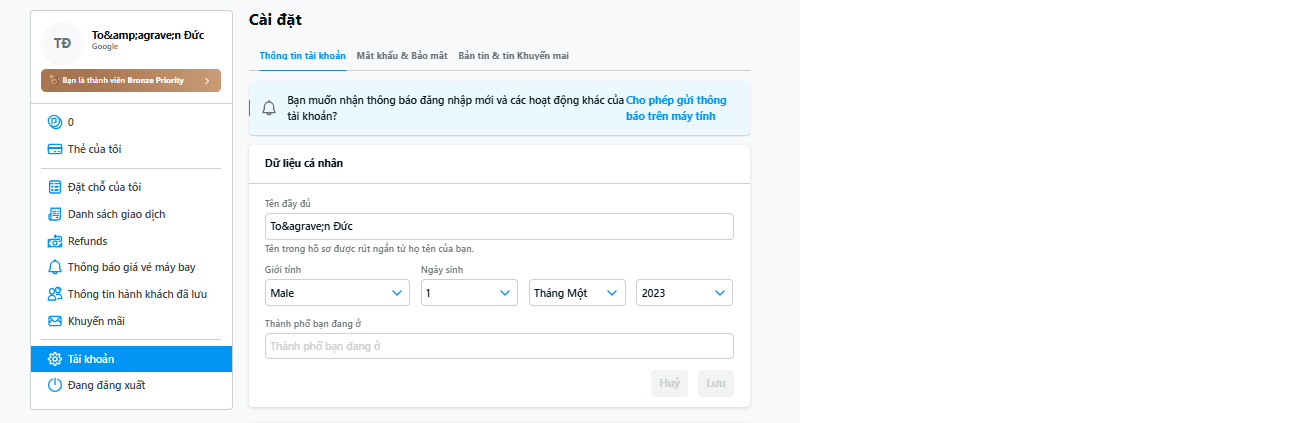 To&amp;agrave;n Đức
TĐ
Google
Bạn là thành viên Bronze Priority
0
Thẻ của tôi
Đặt chỗ của tôi
Danh sách giao dịch
Refunds
Thông báo giá vé máy bay
Thông tin hành khách đã lưu
Khuyến mãi
Tài khoản
Đang đăng xuất
Cài đặt
Thông tin tài khoản Mật khẩu & Bảo mật Bản tin & tin Khuyến mai
Bạn muốn nhận thông báo đăng nhập mới và các hoạt động khác của
tài khoản?
Cho phép gửi thông
báo trên máy tính
Dữ liệu cá nhân
Tên đầy đủ
To&agrave;n Đức
Tên trong hồ sơ được rút ngắn từ họ tên của bạn.
Giới tính Ngày sinh
Male 1 Tháng Một 2023
Thành phố bạn đang ở
Thành phố bạn đang ở
Huỷ Lưu